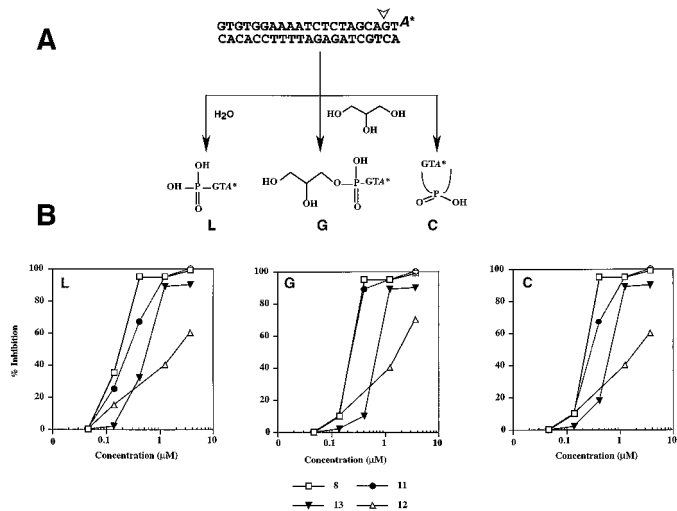 A
GTGTGGAAAATCTCTAGCAGTA*
CACACCTTTTAGAGATCGTCA
H2O
HO OH
OH
OH
OH—P—GTA*
O
L
HO O—P—GTA*
OH
OH
O
G
GTA*
P
O OH
C
B
L
G
C
% Inhibition
100
80
60
40
20
0
0 0.1 1 10
Concentration (µM)
100
80
60
40
20
0
0 0.1 1 10
Concentration (µM)
100
80
60
40
20
0
0 0.1 1 10
Concentration (µM)
8 11
13 12